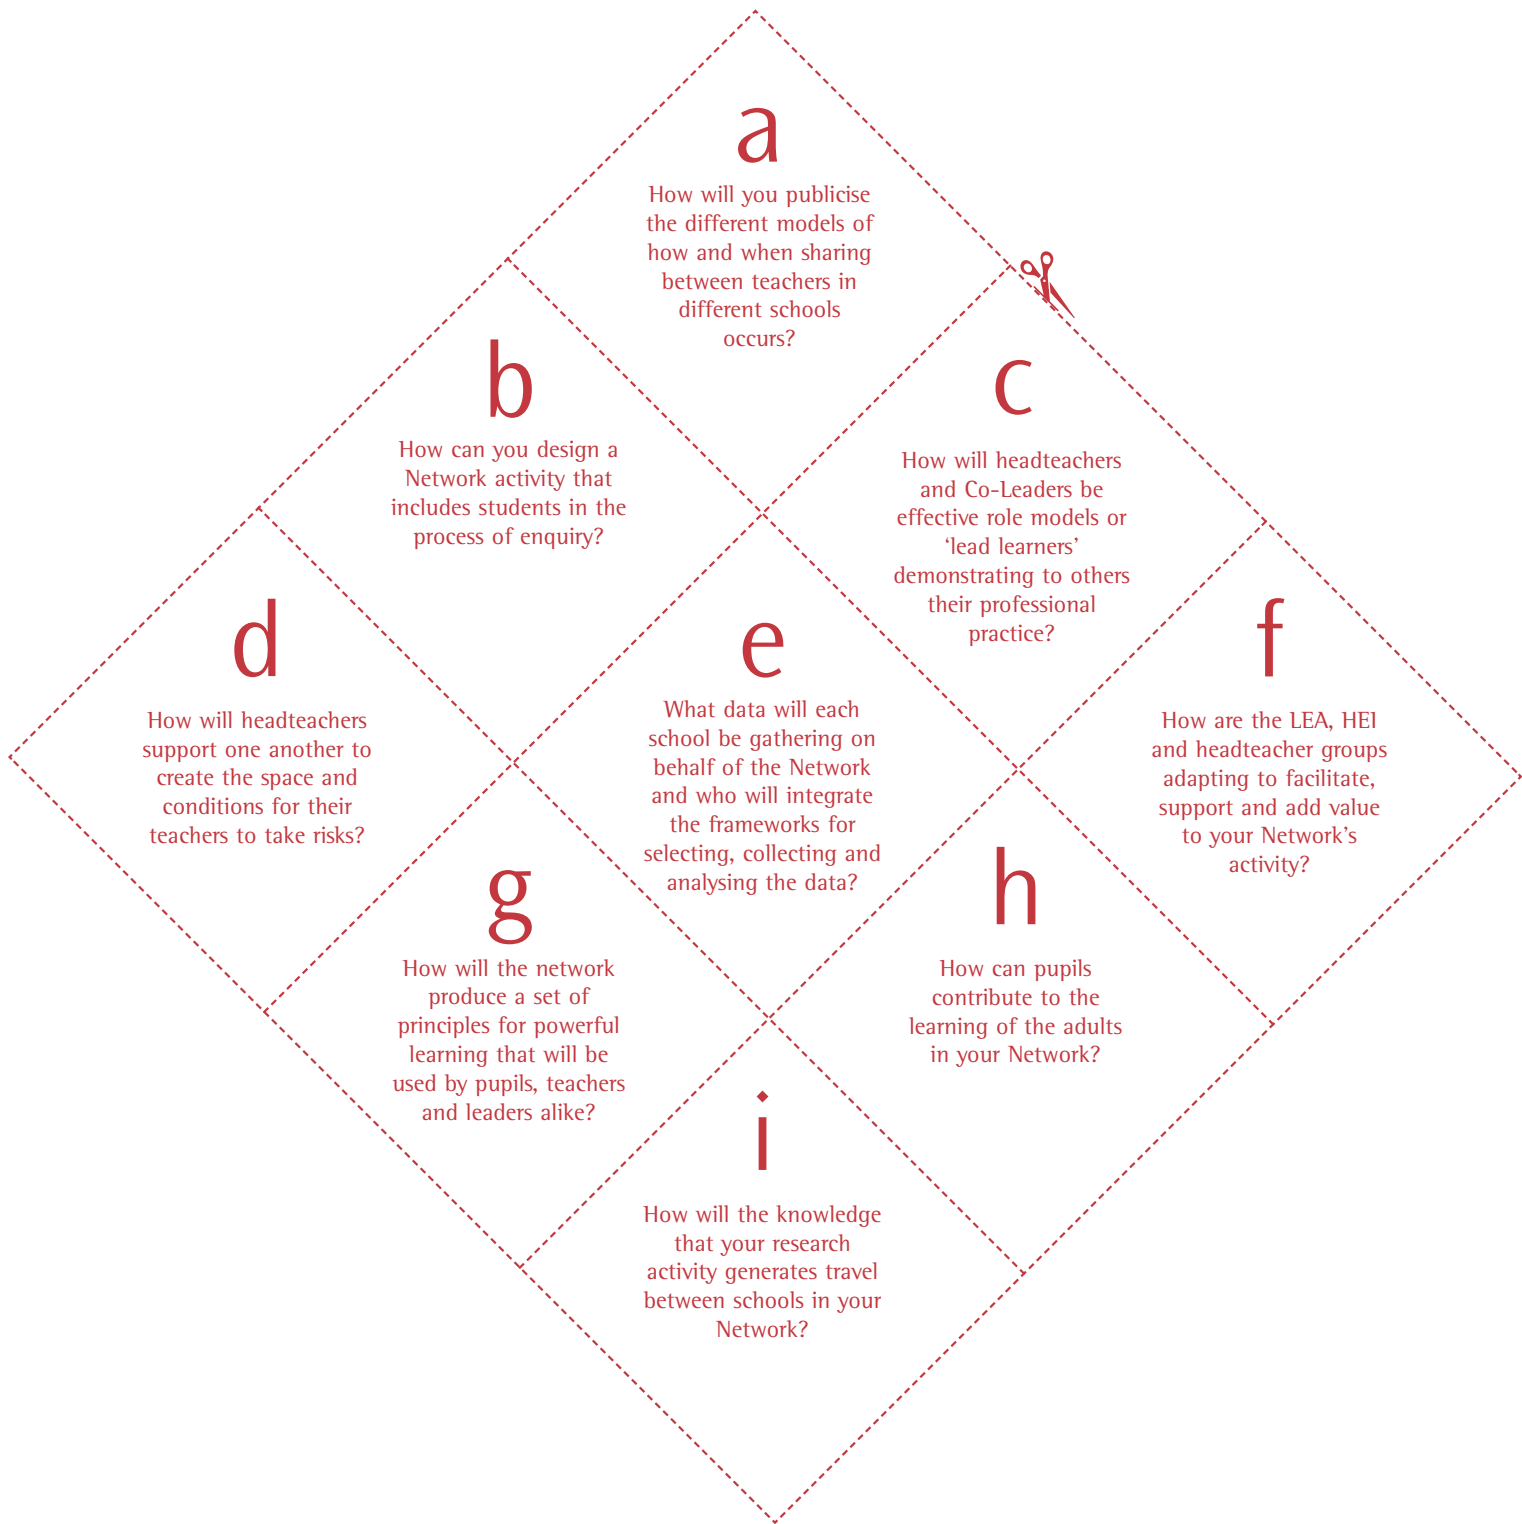 a
How will you publicise
the different models of
how and when sharing
between teachers in
different schools
occurs?
b
How can you design a
Network activity that
includes students in the
process of enquiry?
c
How will headteachers
and Co-Leaders be
effective role models or
‘lead learners’
demonstrating to others
their professional
practice?
d
How will headteachers
support one another to
create the space and
conditions for their
teachers to take risks?
e
What data will each
school be gathering on
behalf of the Network
and who will integrate
the frameworks for
selecting, collecting and
analysing the data?
f
How are the LEA, HEI
and headteacher groups
adapting to facilitate,
support and add value
to your Network’s
activity?
g
How will the network
produce a set of
principles for powerful
learning that will be
used by pupils, teachers
and leaders alike?
h
How can pupils
contribute to the
learning of the adults
in your Network?
i
How will the knowledge
that your research
activity generates travel
between schools in your
Network?